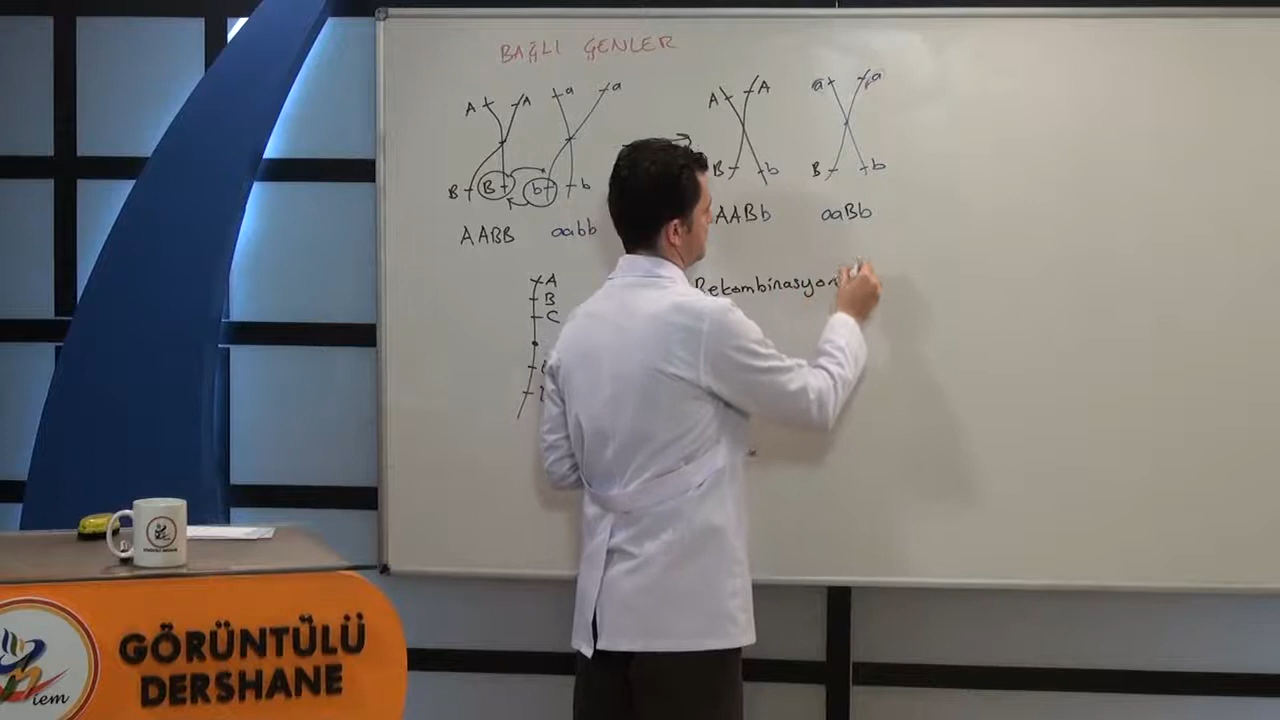 BAĞLI GENLER
A A a a
B B b b
AABB aabb
A A a a
B b B b
AABb aaBb
A
B
C
Rekombinasyon
GÖRÜNTÜLÜ
DERSHANE
iem